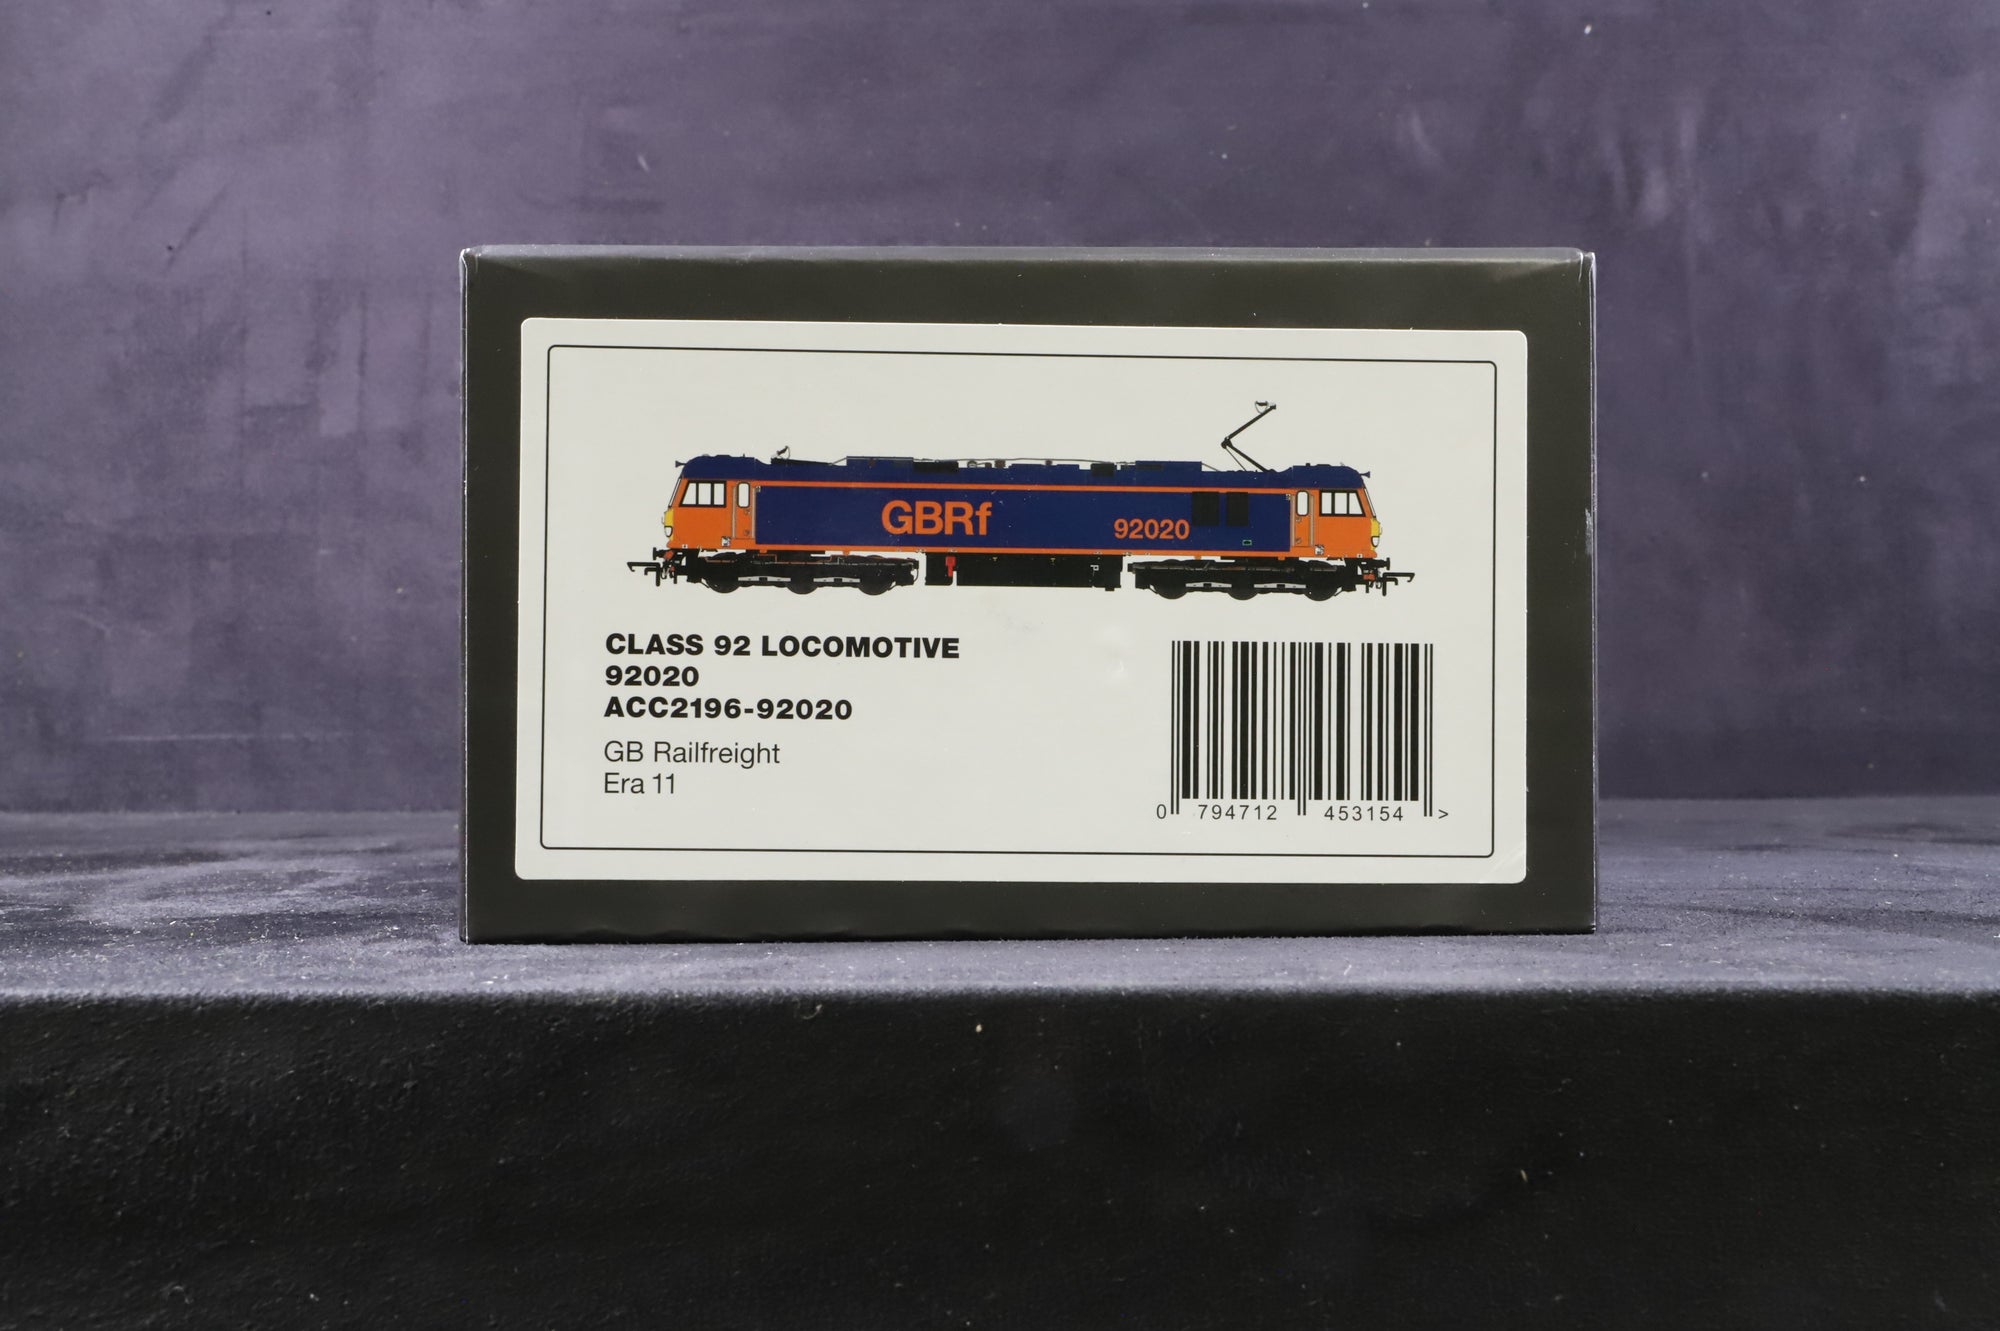 GBRf
92020
CLASS 92 LOCOMOTIVE
92020
ACC2196-92020
GB Railfreight
Era 11
0 794712 453154 >